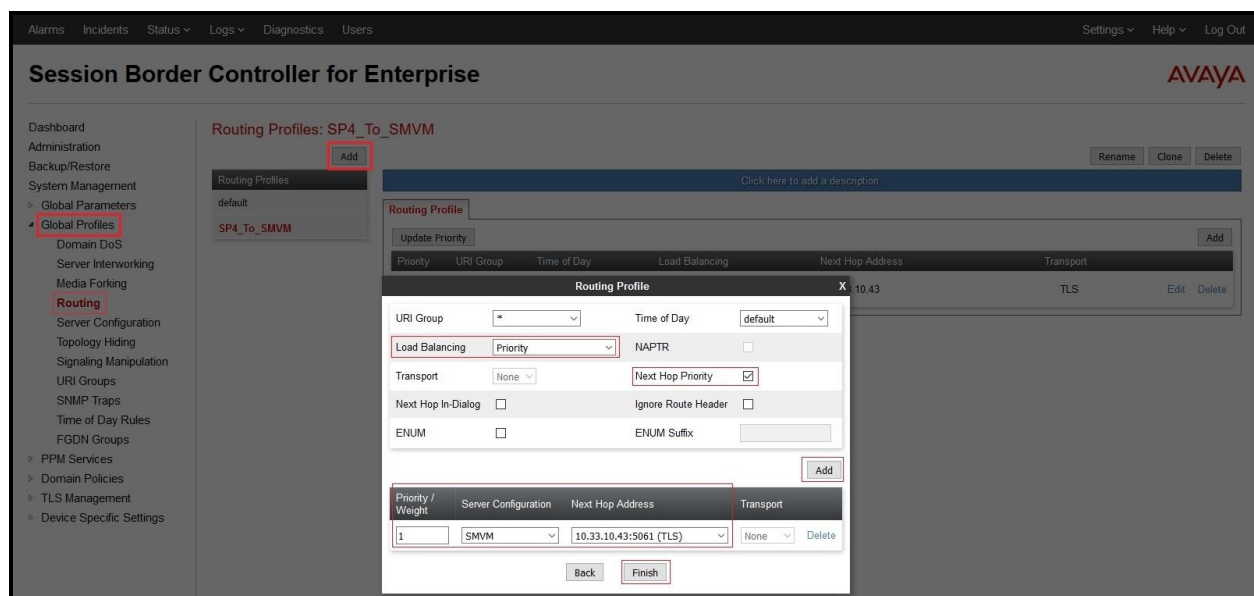 Alarms Incidents Status Logs Diagnostics Users Settings Help Log Out
Session Border Controller for Enterprise
AVAYA
Dashboard
Administration
Backup/Restore
System Management
Global Parameters
Global Profiles
Domain DoS
Server Interworking
Media Forking
Routing
Server Configuration
Topology Hiding
Signaling Manipulation
URI Groups
SNMP Traps
Time of Day Rules
FGDN Groups
PPM Services
Domain Policies
TLS Management
Device Specific Settings
Routing Profiles: SP4_To_SMVM
Add
Rename Clone Delete
Routing Profiles
default
SP4_To_SMVM
Click here to add a description.
Routing Profile
Update Priority Add
Priority URI Group Time of Day Load Balancing Next Hop Address Transport
10.43 TLS Edit Delete
Routing Profile X
URI Group * Time of Day default
Load Balancing Priority NAPTR
Transport None Next Hop Priority
Next Hop In-Dialog Ignore Route Header
ENUM ENUM Suffix
Add
Priority / Weight Server Configuration Next Hop Address Transport
1 SMVM 10.33.10.43:5061 (TLS) None Delete
Back Finish